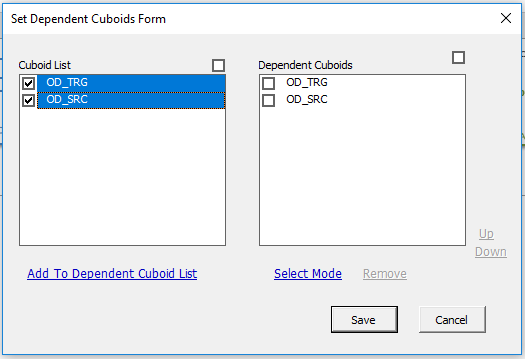 Set Dependent Cuboids Form
Cuboid List
OD_TRG
OD_SRC
Add To Dependent Cuboid List
Dependent Cuboids
OD_TRG
OD_SRC
Select Mode
Remove
Up
Down
Save
Cancel